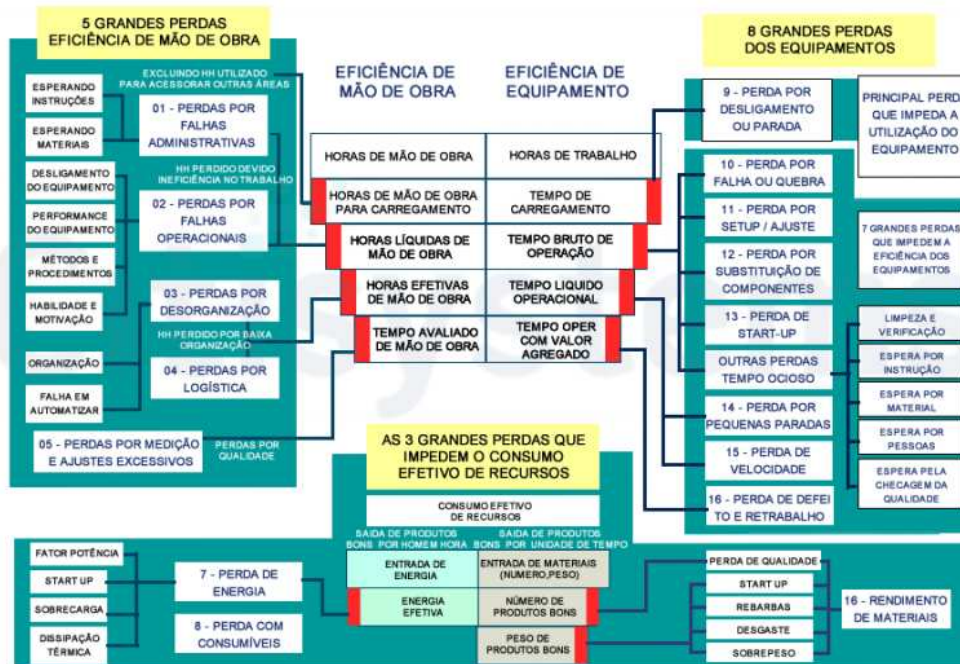 5 GRANDES PERDAS
EFICIÊNCIA DE MÃO DE OBRA
EXCLUINDO HH UTILIZADO
PARA ACESSORAR OUTRAS ÁREAS
ESPERANDO
INSTRUÇÕES
ESPERANDO
MATERIAIS
01 - PERDAS POR
FALHAS
ADMINISTRATIVAS
HH PERDIDO DEVIDO
INEFICIÊNCIA NO TRABALHO
DESLIGAMENTO
DO EQUIPAMENTO
PERFORMANCE
DO EQUIPAMENTO
MÉTODOS E
PROCEDIMENTOS
HABILIDADE E
MOTIVAÇÃO
02 - PERDAS POR
FALHAS
OPERACIONAIS
03 - PERDAS POR
DESORGANIZAÇÃO
HH PERDIDO POR BAIXA
ORGANIZAÇÃO
ORGANIZAÇÃO
FALHA EM
AUTOMATIZAR
04 - PERDAS POR
LOGÍSTICA
05 - PERDAS POR MEDIÇÃO
E AJUSTES EXCESSIVOS
PERDAS POR
QUALIDADE
EFICIÊNCIA DE
MÃO DE OBRA
HORAS DE MÃO DE OBRA
HORAS DE MÃO DE OBRA
PARA CARREGAMENTO
HORAS LÍQUIDAS DE
MÃO DE OBRA
HORAS EFETIVAS DE
MÃO DE OBRA
TEMPO AVALIADO
DE MÃO DE OBRA
EFICIÊNCIA DE
EQUIPAMENTO
HORAS DE TRABALHO
TEMPO DE
CARREGAMENTO
TEMPO BRUTO DE
OPERAÇÃO
TEMPO LIQUIDO
OPERACIONAL
TEMPO OPER
COM VALOR
AGREGADO
8 GRANDES PERDAS
DOS EQUIPAMENTOS
9 - PERDA POR
DESLIGAMENTO
OU PARADA
PRINCIPAL PERD
QUE IMPEDA A
UTILIZAÇÃO DO
EQUIPAMENTO
10 - PERDA POR
FALHA OU QUEBRA
11 - PERDA POR
SETUP / AJUSTE
12 - PERDA POR
SUBSTITUIÇÃO DE
COMPONENTES
13 - PERDA DE
START-UP
OUTRAS PERDAS
TEMPO OCIOSO
14 - PERDA POR
PEQUENAS PARADAS
15 - PERDA DE
VELOCIDADE
16 - PERDA DE DEFEI
TO E RETRABALHO
7 GRANDES PERDAS
QUE IMPEDEM A
EFICIÊNCIA DOS
EQUIPAMENTOS
LIMPEZA E
VERIFICAÇÃO
ESPERA POR
INSTRUÇÃO
ESPERA POR
MATERIAL
ESPERA POR
PESSOAS
ESPERA PELA
CHECAGEM DA
QUALIDADE
AS 3 GRANDES PERDAS QUE
IMPEDEM O CONSUMO
EFETIVO DE RECURSOS
CONSUMO EFETIVO
DE RECURSOS
SAÍDA DE PRODUTOS
BONS POR HOMEM HORA
SAÍDA DE PRODUTOS
BONS POR UNIDADE DE TEMPO
ENTRADA DE
ENERGIA
ENERGIA
EFETIVA
ENTRADA DE MATERIAIS
(NUMERO,PESO)
NÚMERO DE
PRODUTOS BONS
PESO DE
PRODUTOS BONS
FATOR POTÊNCIA
START UP
SOBRECARGA
DISSIPAÇÃO
TÉRMICA
7 - PERDA DE
ENERGIA
8 - PERDA COM
CONSUMÍVEIS
PERDA DE QUALIDADE
START UP
REBARBAS
DESGASTE
SOBREPESO
16 - RENDIMENTO
DE MATERIAIS